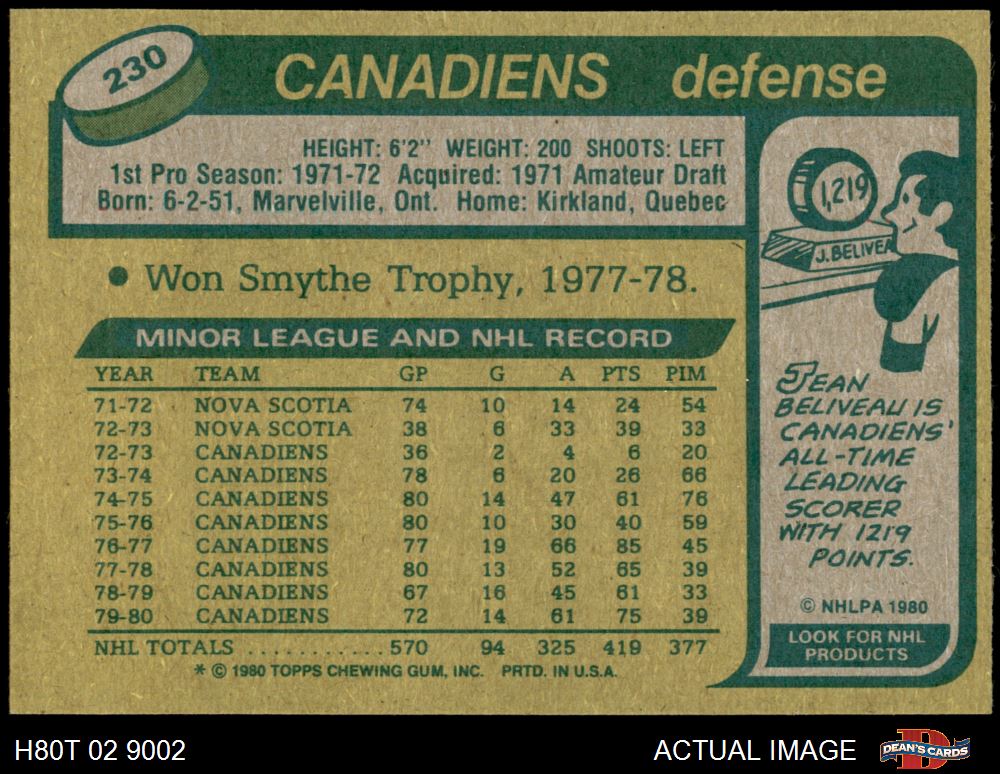 230
CANADIENS defense
HEIGHT: 6'2" WEIGHT: 200 SHOOTS: LEFT
1st Pro Season: 1971-72 Acquired: 1971 Amateur Draft
Born: 6-2-51, Marvelville, Ont. Home: Kirkland, Quebec
• Won Smythe Trophy, 1977-78.
MINOR LEAGUE AND NHL RECORD
YEAR TEAM GP G A PTS PIM
71-72 NOVA SCOTIA 74 10 14 24 54
72-73 NOVA SCOTIA 38 6 33 39 33
72-73 CANADIENS 36 2 4 6 20
73-74 CANADIENS 78 6 20 26 66
74-75 CANADIENS 80 14 47 61 76
75-76 CANADIENS 80 10 30 40 59
76-77 CANADIENS 77 19 66 85 45
77-78 CANADIENS 80 13 52 65 39
78-79 CANADIENS 67 16 45 61 33
79-80 CANADIENS 72 14 61 75 39
NHL TOTALS ............ 570 94 325 419 377
* © 1980 TOPPS CHEWING GUM, INC. PRTD. IN U.S.A.
1,219
J. BELIVEA
JEAN
BELIVEAU IS
CANADIENS'
ALL-TIME
LEADING
SCORER
WITH 1219
POINTS.
© NHLPA 1980
LOOK FOR NHL
PRODUCTS
H80T 02 9002
ACTUAL IMAGE
DEAN'S CARDS